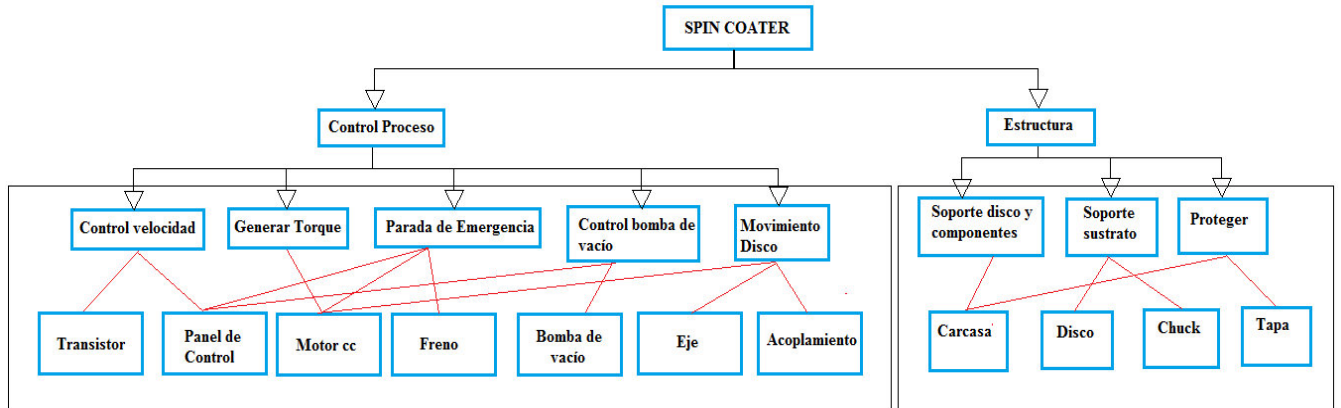 SPIN COATER
Control Proceso
Estructura
Control velocidad
Generar Torque
Parada de Emergencia
Control bomba de
vacío
Movimiento
Disco
Soporte disco y
componentes
Soporte
sustrato
Proteger
Transistor
Panel de
Control
Motor cc
Freno
Bomba de
vacío
Eje
Acoplamiento
Carcasa
Disco
Chuck
Tapa